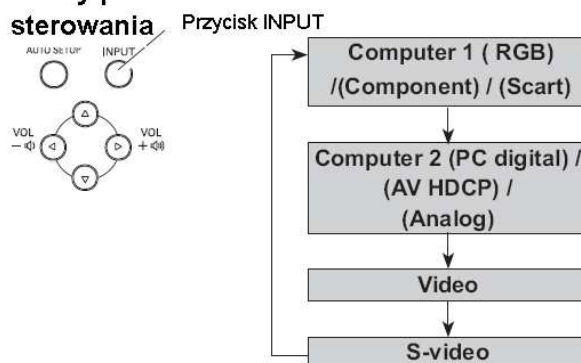 sterowania
Przycisk INPUT
AUTO SETUP INPUT
VOL
VOL
Computer 1 ( RGB)
/(Component) / (Scart)
Computer 2 (PC digital) /
(AV HDCP) /
(Analog)
Video
S-video